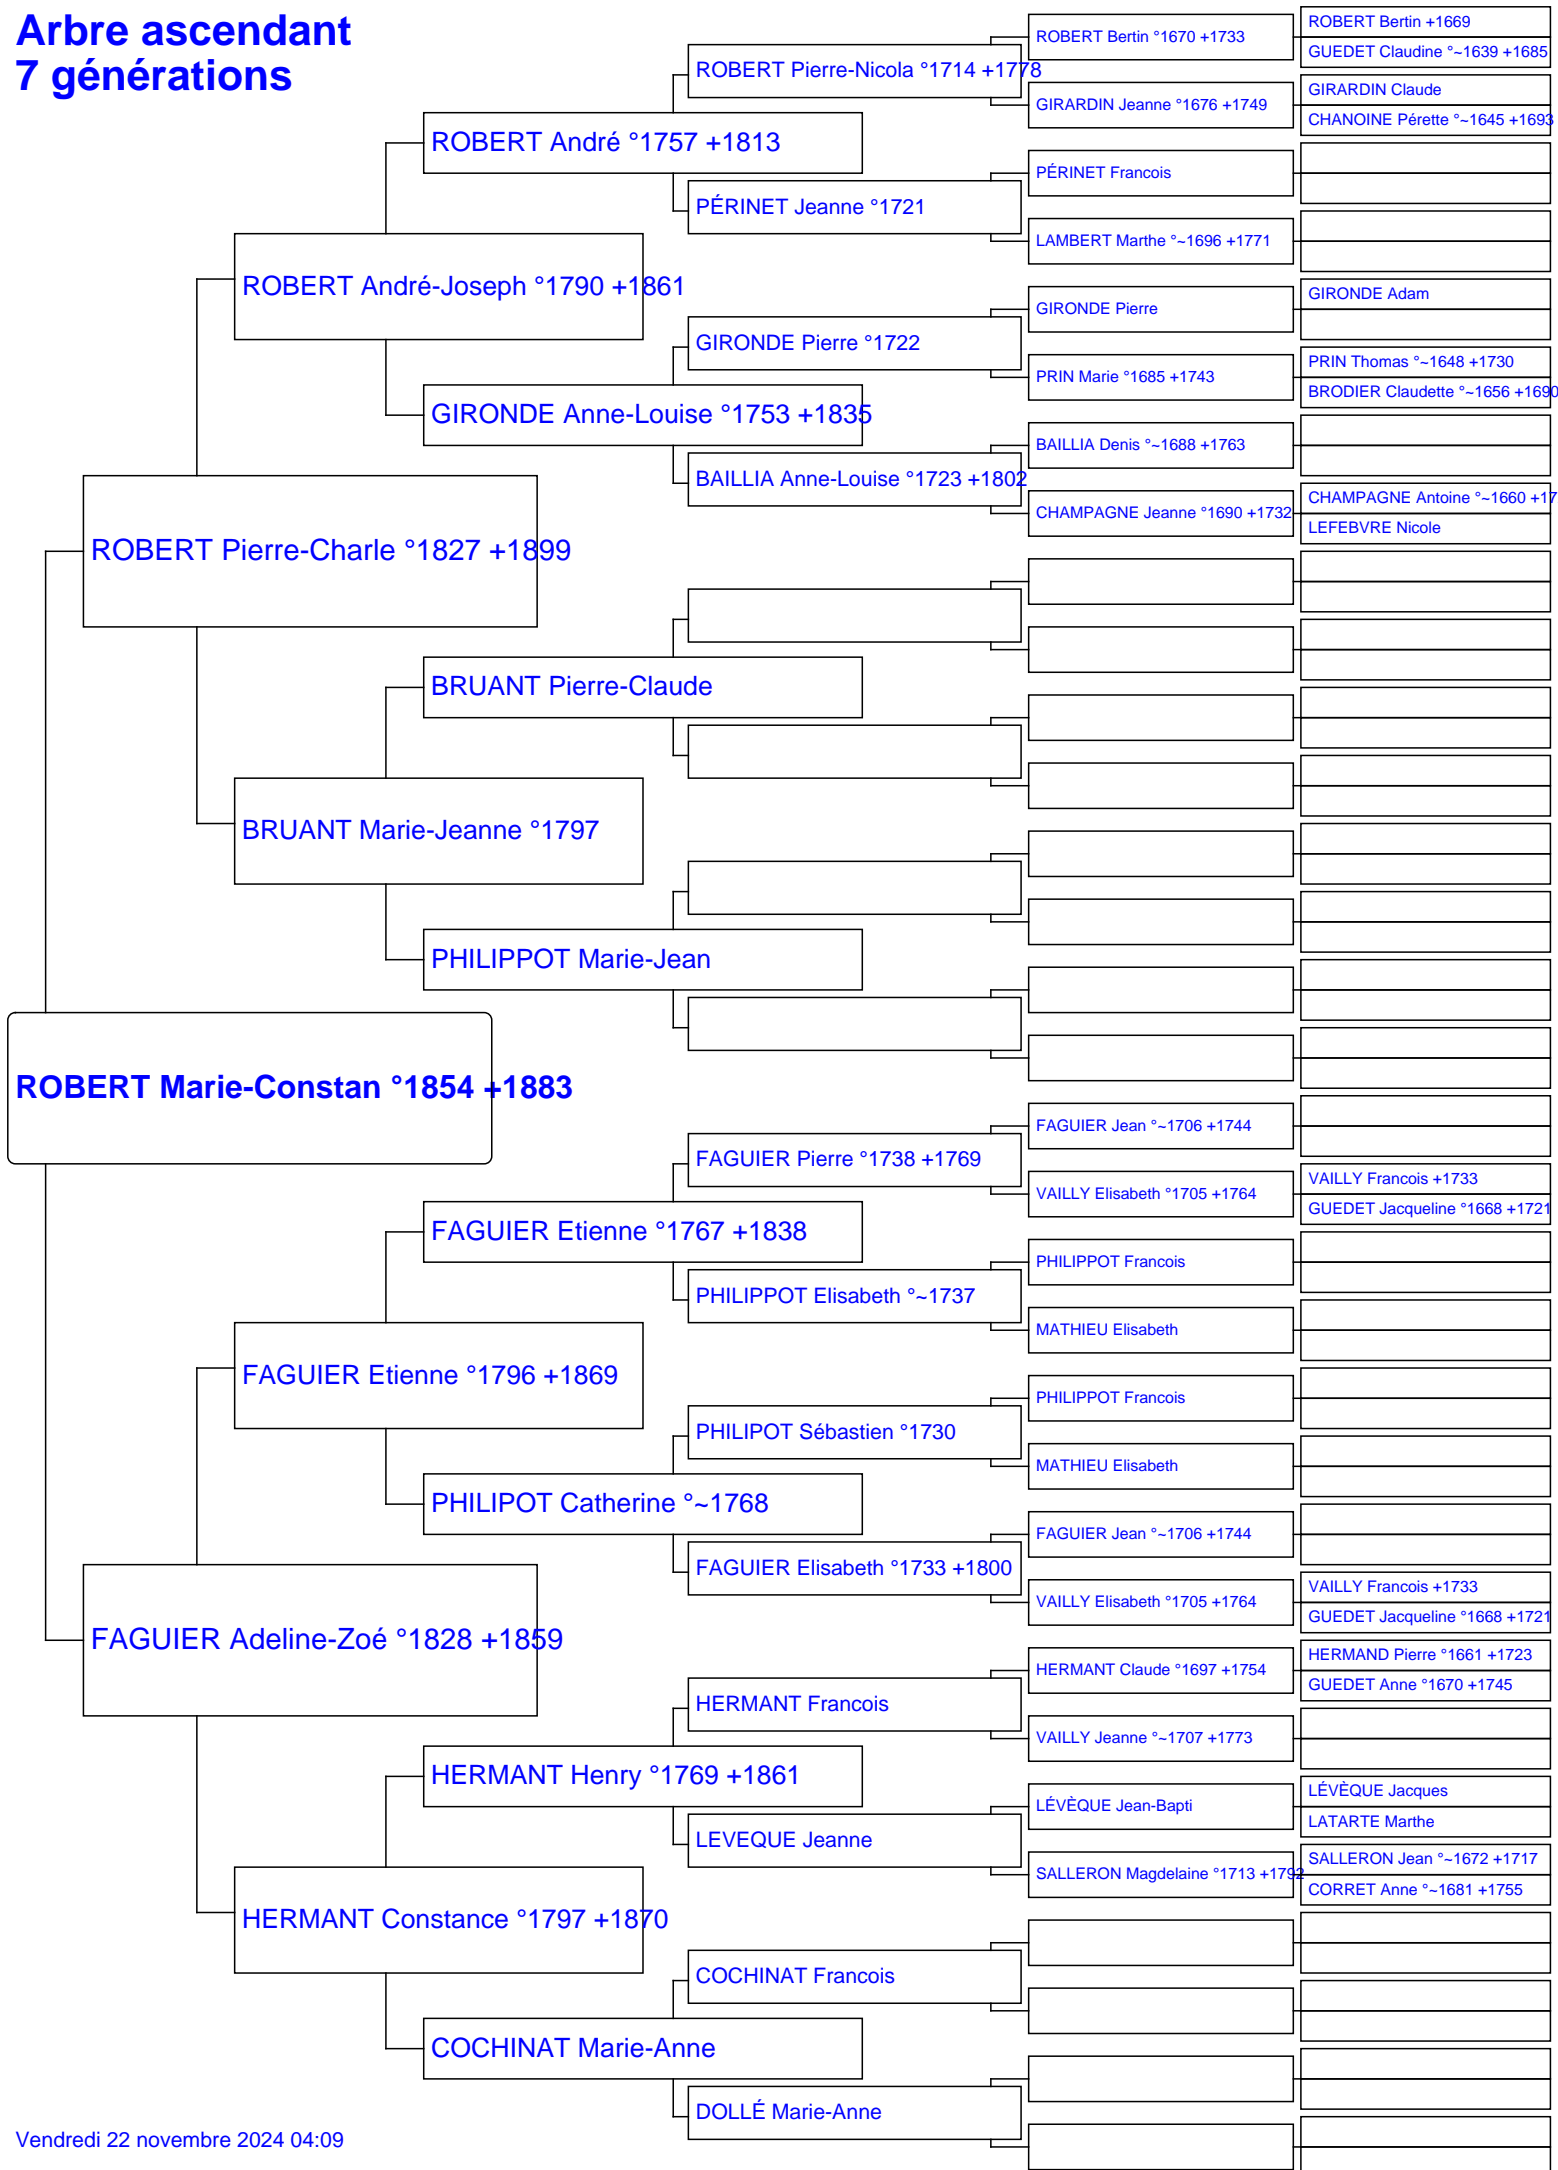 Arbre ascendant
7 générations
ROBERT Marie-Constan °1854 +1883
ROBERT Pierre-Charle °1827 +1899
FAGUIER Adeline-Zoé °1828 +1859
ROBERT André-Joseph °1790 +1861
BRUANT Marie-Jeanne °1797
FAGUIER Etienne °1796 +1869
HERMANT Constance °1797 +1870
ROBERT André °1757 +1813
GIRONDE Anne-Louise °1753 +1835
BRUANT Pierre-Claude
PHILIPPOT Marie-Jean
FAGUIER Etienne °1767 +1838
PHILIPOT Catherine °~1768
HERMANT Henry °1769 +1861
COCHINAT Marie-Anne
ROBERT Pierre-Nicola °1714 +1778
PÉRINET Jeanne °1721
GIRONDE Pierre °1722
BAILLIA Anne-Louise °1723 +1802
FAGUIER Pierre °1738 +1769
PHILIPPOT Elisabeth °~1737
PHILIPOT Sébastien °1730
FAGUIER Elisabeth °1733 +1800
HERMANT Francois
LEVEQUE Jeanne
COCHINAT Francois
DOLLÉ Marie-Anne
ROBERT Bertin °1670 +1733
GIRARDIN Jeanne °1676 +1749
PÉRINET Francois
LAMBERT Marthe °~1696 +1771
GIRONDE Pierre
PRIN Marie °1685 +1743
BAILLIA Denis °~1688 +1763
CHAMPAGNE Jeanne °1690 +1732
FAGUIER Jean °~1706 +1744
VAILLY Elisabeth °1705 +1764
PHILIPPOT Francois
MATHIEU Elisabeth
PHILIPPOT Francois
MATHIEU Elisabeth
FAGUIER Jean °~1706 +1744
VAILLY Elisabeth °1705 +1764
HERMANT Claude °1697 +1754
VAILLY Jeanne °~1707 +1773
LÉVÈQUE Jean-Bapti
SALLERON Magdelaine °1713 +1792
ROBERT Bertin +1669
GUEDET Claudine °~1639 +1685
GIRARDIN Claude
CHANOINE Pérette °~1645 +1693
GIRONDE Adam
PRIN Thomas °~1648 +1730
BRODIER Claudette °~1656 +1690
CHAMPAGNE Antoine °~1660 +17
LEFEBVRE Nicole
VAILLY Francois +1733
GUEDET Jacqueline °1668 +1721
VAILLY Francois +1733
GUEDET Jacqueline °1668 +1721
HERMAND Pierre °1661 +1723
GUEDET Anne °1670 +1745
LÉVÈQUE Jacques
LATARTE Marthe
SALLERON Jean °~1672 +1717
CORRET Anne °~1681 +1755
Vendredi 22 novembre 2024 04:09